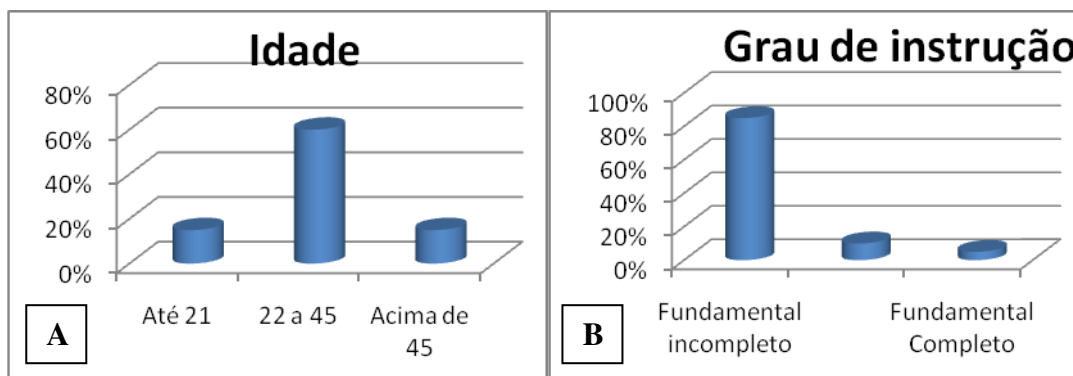 Idade
80%
60%
40%
20%
0%
Até 21
22 a 45
Acima de
45
A
Grau de instrução
100%
80%
60%
40%
20%
0%
Fundamental
incompleto
Fundamental
Completo
B